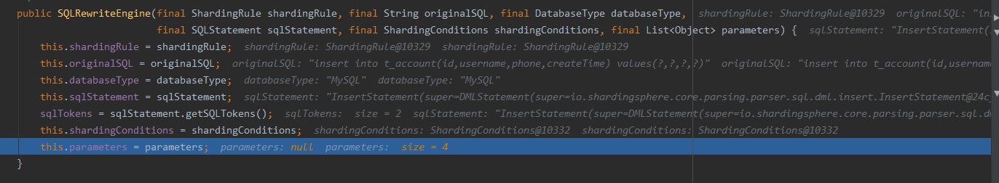 public SQLRewriteEngine(final ShardingRule shardingRule, final String originalSQL, final DatabaseType databaseType, shardingRule: ShardingRule@10329 originalSQL: "in
final SQLStatement sqlStatement, final ShardingConditions shardingConditions, final List<Object> parameters) { sqlStatement: "InsertStatement(
this.shardingRule = shardingRule; shardingRule: ShardingRule@10329 shardingRule: ShardingRule@10329
this.originalSQL = originalSQL; originalSQL: "insert into t_account(id,username,phone,createTime) values(?,?,?,?)" originalSQL: "insert into t_account(id,username
this.databaseType = databaseType; databaseType: "MySQL" databaseType: "MySQL"
this.sqlStatement = sqlStatement; sqlStatement: "InsertStatement(super=DMLStatement(super=io.shardingsphere.core.parsing.parser.sql.dml.insert.InsertStatement@24c
sqlTokens = sqlStatement.getSQLTokens(); sqlTokens: size = 2 sqlStatement: "InsertStatement(super=DMLStatement(super=io.shardingsphere.core.parsing.parser.sql.d
this.shardingConditions = shardingConditions; shardingConditions: ShardingConditions@10332 shardingConditions: ShardingConditions@10332
this.parameters = parameters; parameters: null parameters: size = 4
}